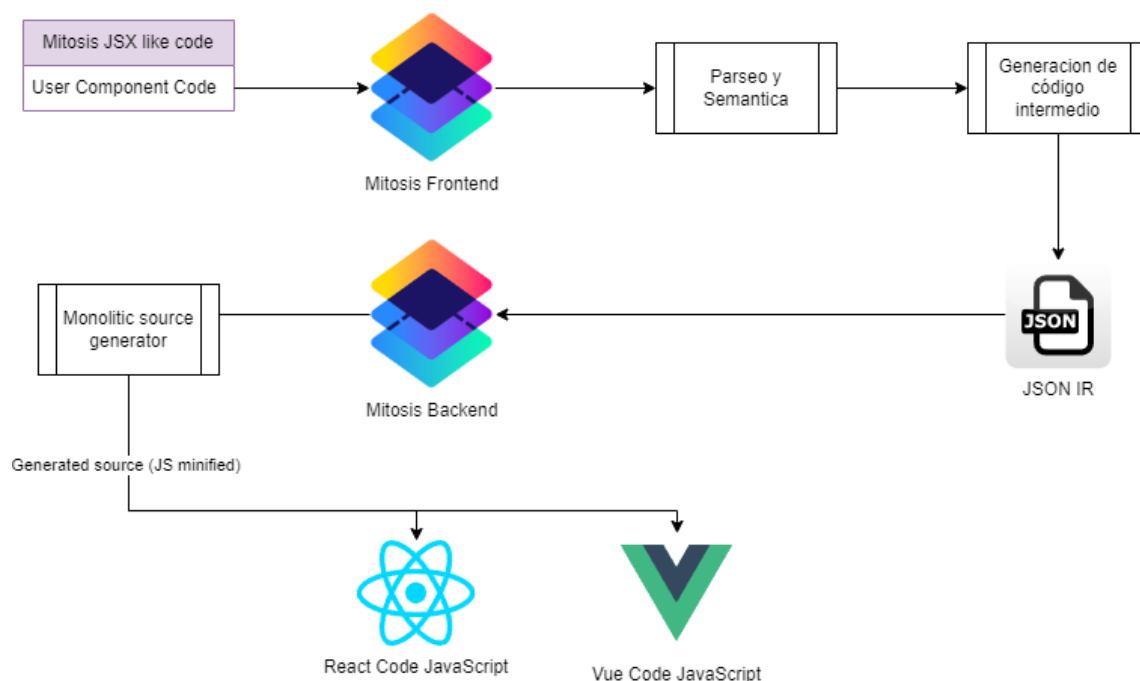 Mitosis JSX like code
User Component Code
Mitosis Frontend
Parseo y
Semantica
Generacion de
código
intermedio
JSON
JSON IR
Mitosis Backend
Monolitic source
generator
Generated source (JS minified)
React Code JavaScript
Vue Code JavaScript